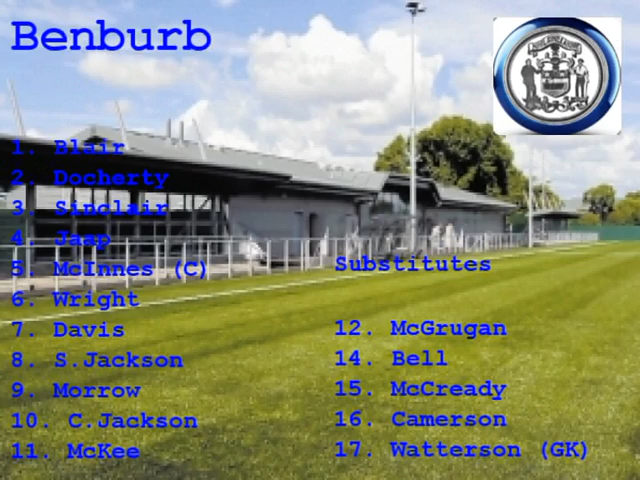 Benburb
1. Blair
2. Docherty
3. Sinclair
4. Jaap
5. McInnes (C)
6. Wright
7. Davis
8. S.Jackson
9. Morrow
10. C.Jackson
11. McKee
Substitutes
12. McGrugan
14. Bell
15. McCready
16. Camerson
17. Watterson (GK)